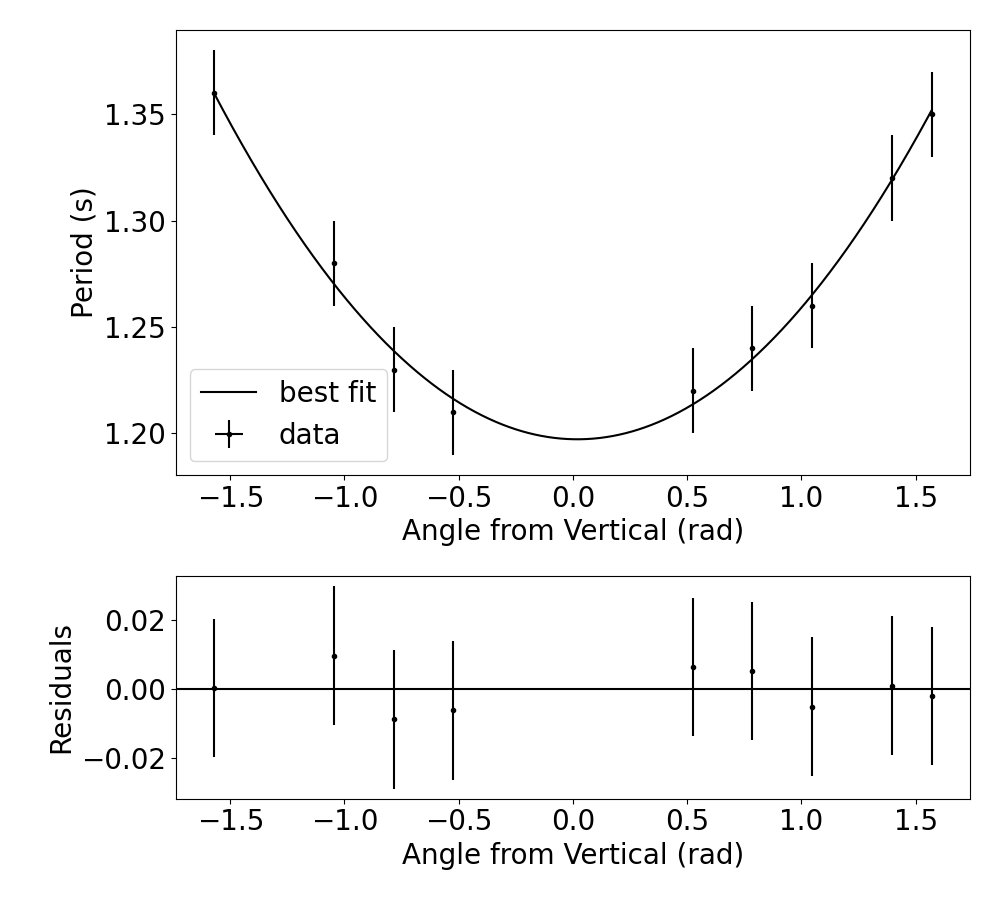 1.35
1.30
1.25
1.20
Period (s)
best fit
data
−1.5 −1.0 −0.5 0.0 0.5 1.0 1.5
Angle from Vertical (rad)
0.02
0.00
−0.02
Residuals
−1.5 −1.0 −0.5 0.0 0.5 1.0 1.5
Angle from Vertical (rad)